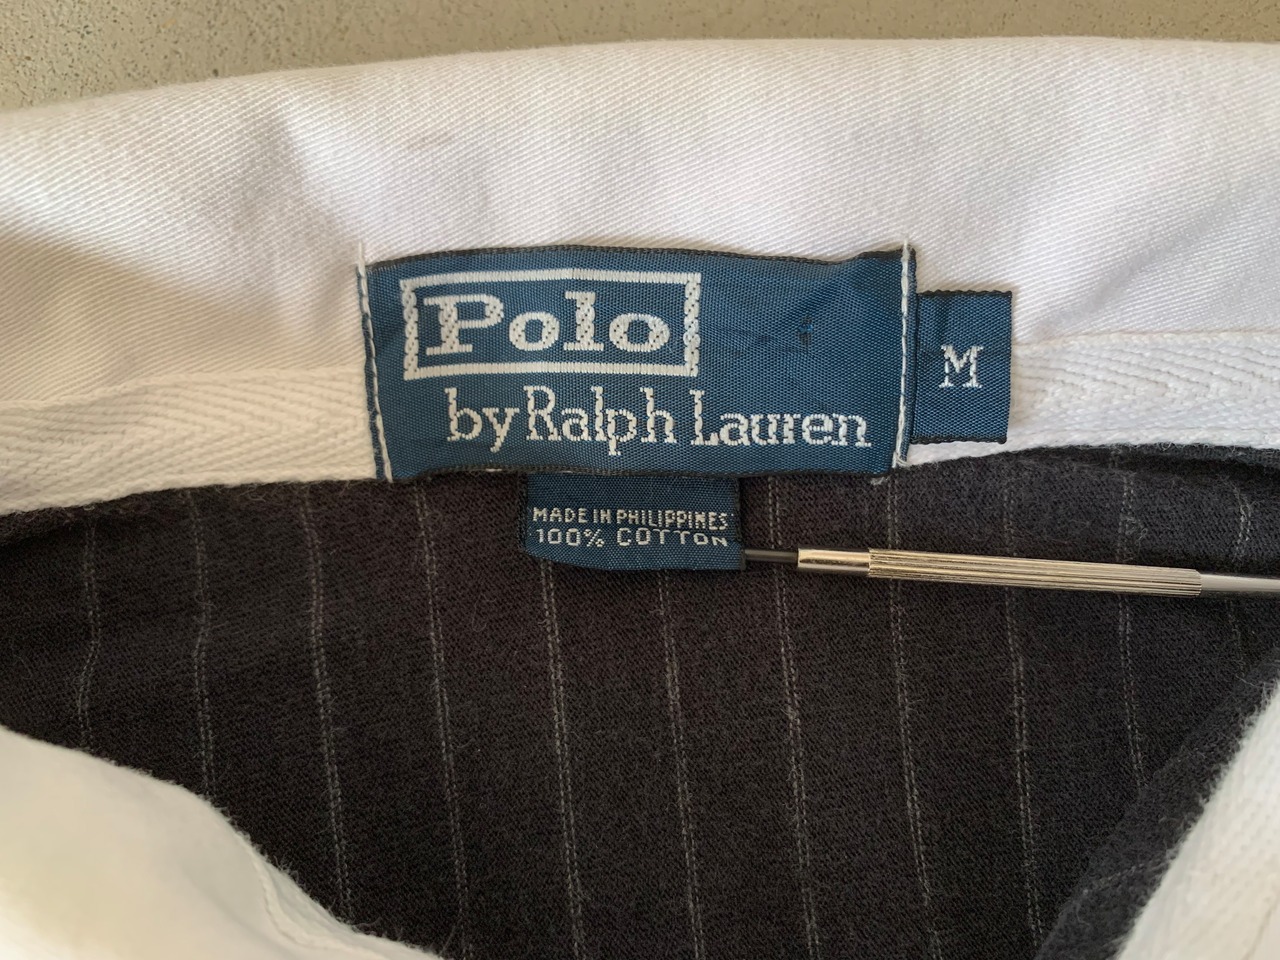 Polo
by Ralph Lauren
M
MADE IN PHILIPPINES
100% COTTON